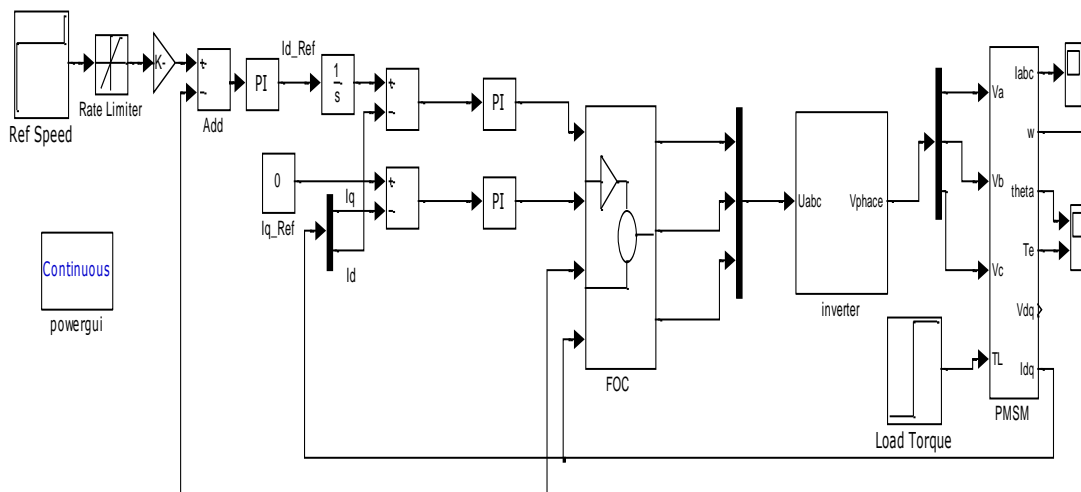 Ref Speed
Rate Limiter
K-
Add
PI
Id_Ref
1
s
PI
0
Iq_Ref
Iq
Id
PI
Continuous
powergui
FOC
Uabc
Vphace
inverter
Load Torque
Va
Vb
Vc
TL
Iabc
w
theta
Te
Vdq
Idq
PMSM